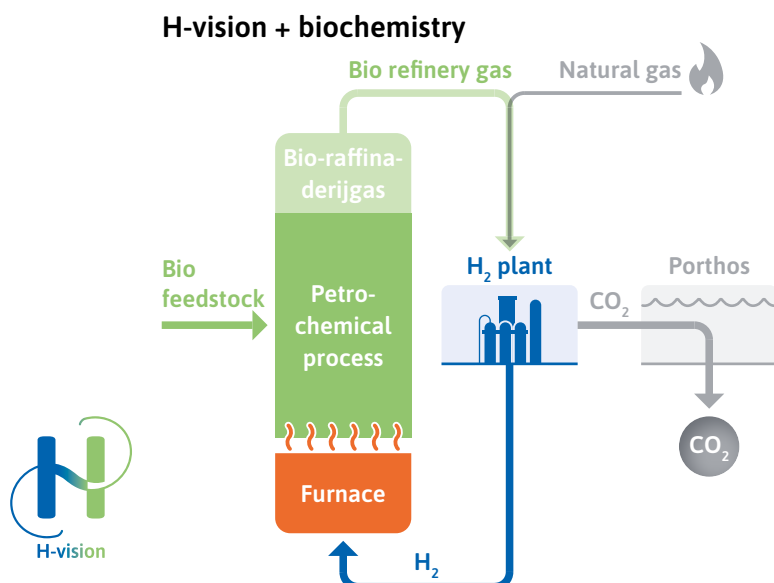 H-vision + biochemistry
Bio refinery gas
Natural gas
Bio-raffina-
derijgas
Bio
feedstock
Petro-
chemical
process
H₂ plant
Porthos
CO₂
CO₂
Furnace
H₂
H-vision